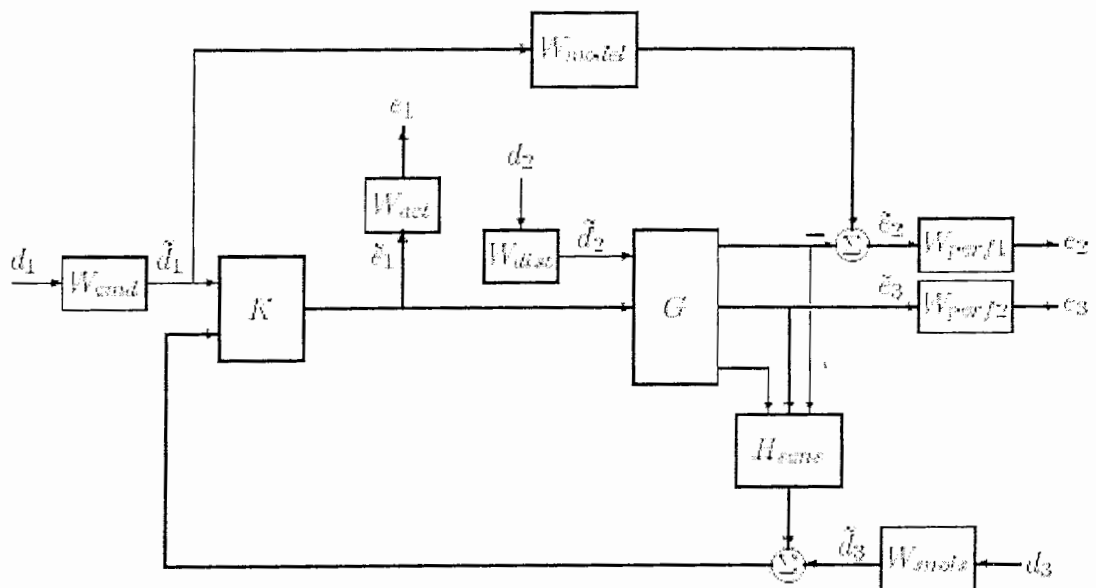 W_model
e_1
d_2
W_act
ẽ_1
W_dist
d̃_2
d_1
W_cmd
d̃_1
K
G
−
Σ
ẽ_2
W_perf1
e_2
ẽ_3
W_perf2
e_3
H_sens
Σ
d̃_3
W_snois
d_3